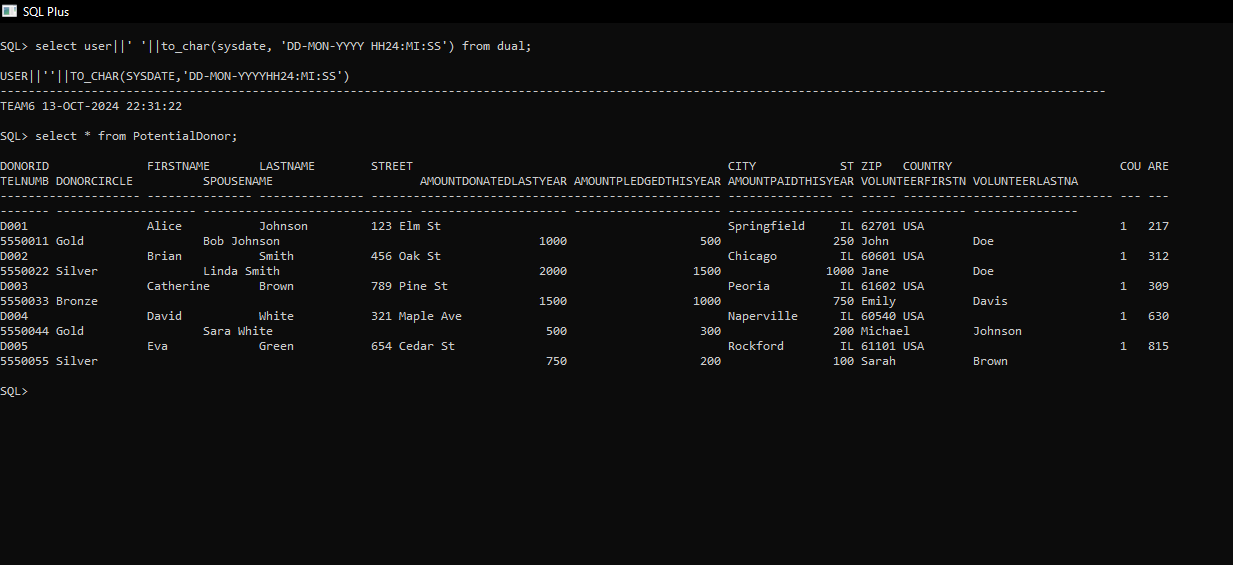 SQL Plus
SQL> select user||' '||to_char(sysdate, 'DD-MON-YYYY HH24:MI:SS') from dual;
USER||''||TO_CHAR(SYSDATE,'DD-MON-YYYYHH24:MI:SS')
--------------------------------------------------------------------------------------------------------------------------------------------------------------
TEAM6 13-OCT-2024 22:31:22
SQL> select * from PotentialDonor;
DONORID              FIRSTNAME       LASTNAME        STREET                                             CITY            ST ZIP   COUNTRY                        COU ARE
TELNUMB DONORCIRCLE          SPOUSENAME                     AMOUNTDONATEDLASTYEAR AMOUNTPLEDGEDTHISYEAR AMOUNTPAIDTHISYEAR VOLUNTEERFIRSTN VOLUNTEERLASTNA
-------------------- --------------- --------------- -------------------------------------------------- --------------- -- ----- ------------------------------ --- ---
------- -------------------- ------------------------------ --------------------- --------------------- ------------------ --------------- ---------------
D001                 Alice           Johnson         123 Elm St                                         Springfield     IL 62701 USA                            1   217
5550011 Gold                 Bob Johnson                                     1000                   500                250 John            Doe
D002                 Brian           Smith           456 Oak St                                         Chicago         IL 60601 USA                            1   312
5550022 Silver               Linda Smith                                     2000                  1500               1000 Jane            Doe
D003                 Catherine       Brown           789 Pine St                                        Peoria          IL 61602 USA                            1   309
5550033 Bronze                                                               1500                  1000                750 Emily           Davis
D004                 David           White           321 Maple Ave                                      Naperville      IL 60540 USA                            1   630
5550044 Gold                 Sara White                                       500                   300                200 Michael         Johnson
D005                 Eva             Green           654 Cedar St                                       Rockford        IL 61101 USA                            1   815
5550055 Silver                                                                750                   200                100 Sarah           Brown
SQL>